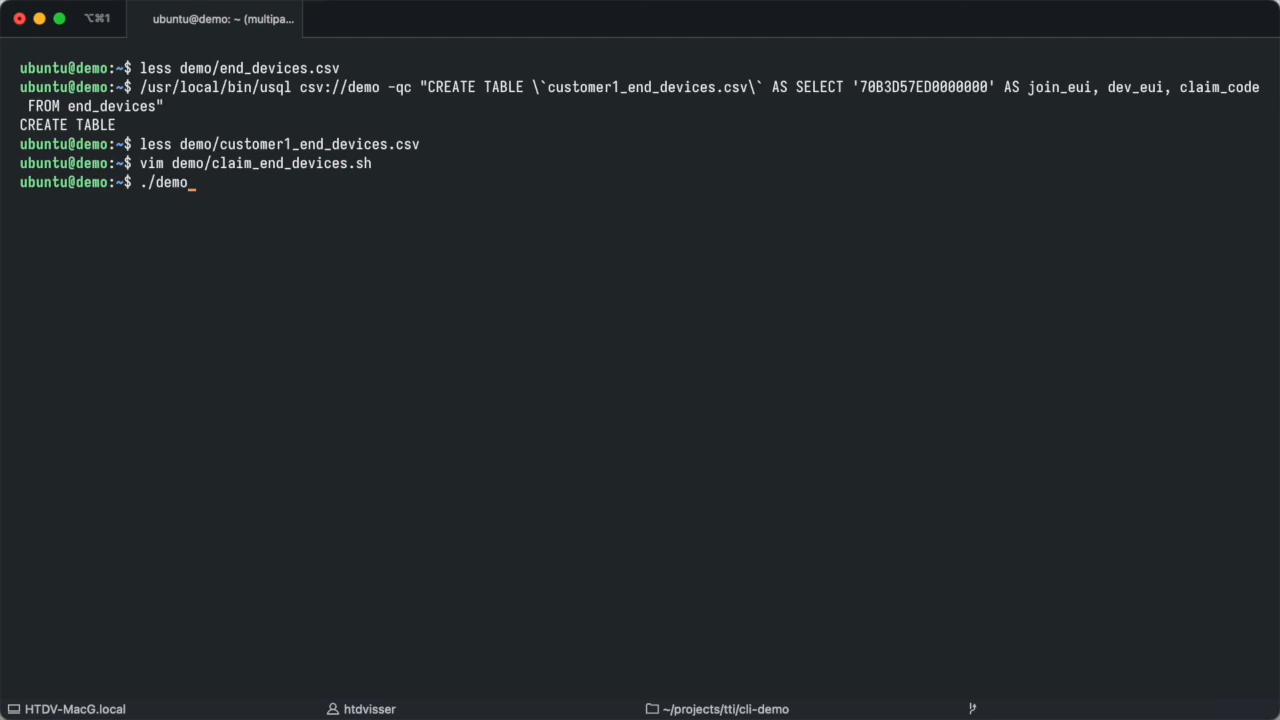 ⌥⌘1
ubuntu@demo: ~ (multipa...
ubuntu@demo:~$ less demo/end_devices.csv
ubuntu@demo:~$ /usr/local/bin/usql csv://demo -qc "CREATE TABLE \`customer1_end_devices.csv\` AS SELECT '70B3D57ED0000000' AS join_eui, dev_eui, claim_code
FROM end_devices"
CREATE TABLE
ubuntu@demo:~$ less demo/customer1_end_devices.csv
ubuntu@demo:~$ vim demo/claim_end_devices.sh
ubuntu@demo:~$ ./demo_
HTDV-MacG.local
htdvisser
~/projects/tti/cli-demo